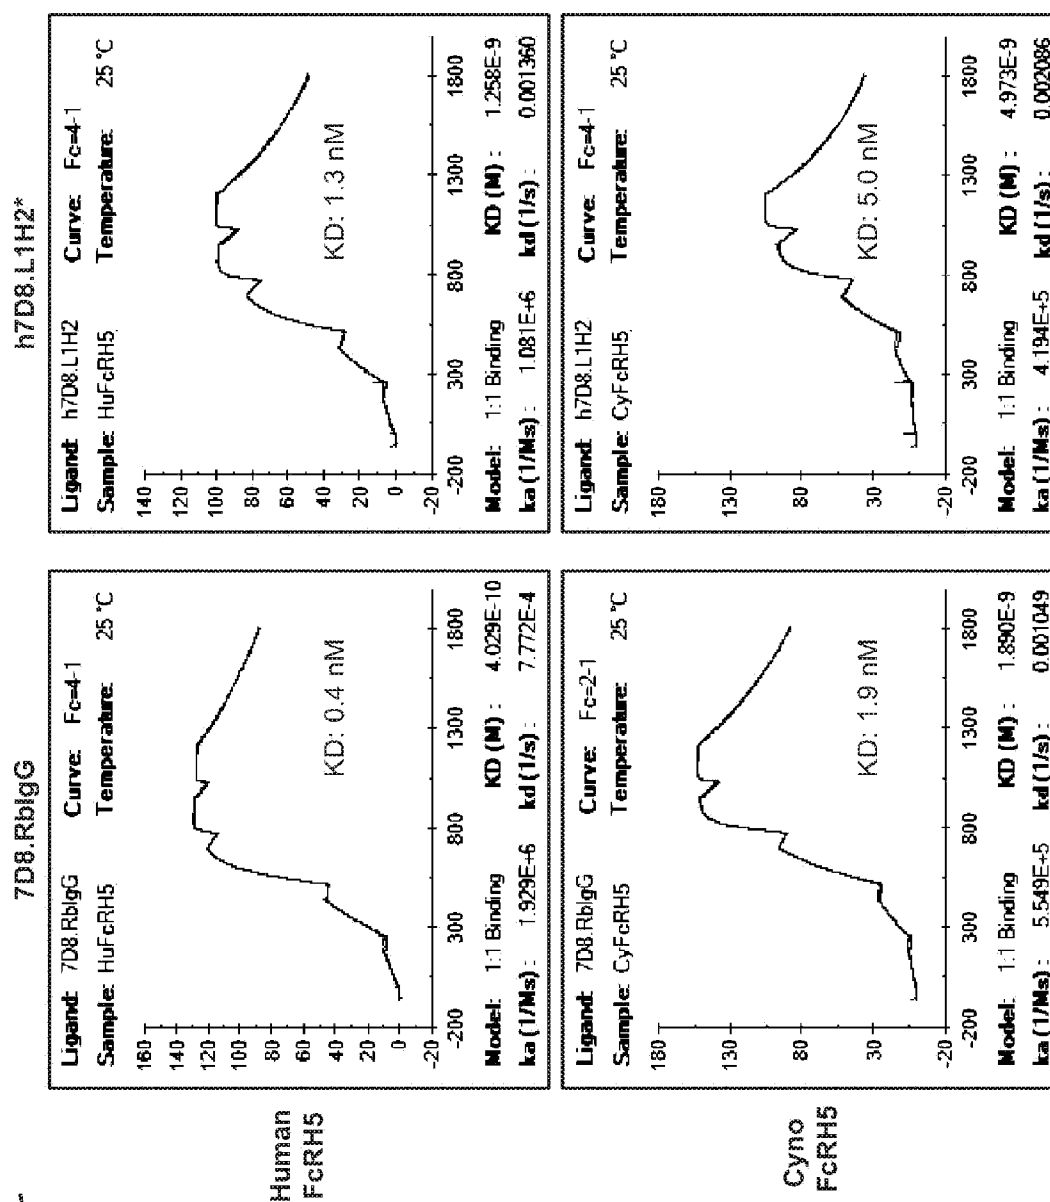 7D8.RbIgG
h7D8.L1H2*
Human
FcRH5
Ligand: 7D8.RbIgG Curve: Fc=4-1
Sample: HuFcRH5 Temperature: 25 °C
160
140
120
100
80
60
40
20
0
-20
-200 300 800 1300 1800
KD: 0.4 nM
Model: 1:1 Binding KD (M) : 4.029E-10
ka (1/Ms) : 1.929E+6 kd (1/s) : 7.772E-4
Ligand: h7D8.L1H2 Curve: Fc=4-1
Sample: HuFcRH5 Temperature: 25 °C
140
120
100
80
60
40
20
0
-20
-200 300 800 1300 1800
KD: 1.3 nM
Model: 1:1 Binding KD (M) : 1.258E-9
ka (1/Ms) : 1.081E+6 kd (1/s) : 0.001360
Cyno
FcRH5
Ligand: 7D8.RbIgG Curve: Fc=2-1
Sample: CyFcRH5 Temperature: 25 °C
180
130
80
30
-20
-200 300 800 1300 1800
KD: 1.9 nM
Model: 1:1 Binding KD (M) : 1.890E-9
ka (1/Ms) : 5.549E+5 kd (1/s) : 0.001049
Ligand: h7D8.L1H2 Curve: Fc=4-1
Sample: CyFcRH5 Temperature: 25 °C
180
130
80
30
-20
-200 300 800 1300 1800
KD: 5.0 nM
Model: 1:1 Binding KD (M) : 4.973E-9
ka (1/Ms) : 4.194E+5 kd (1/s) : 0.002086